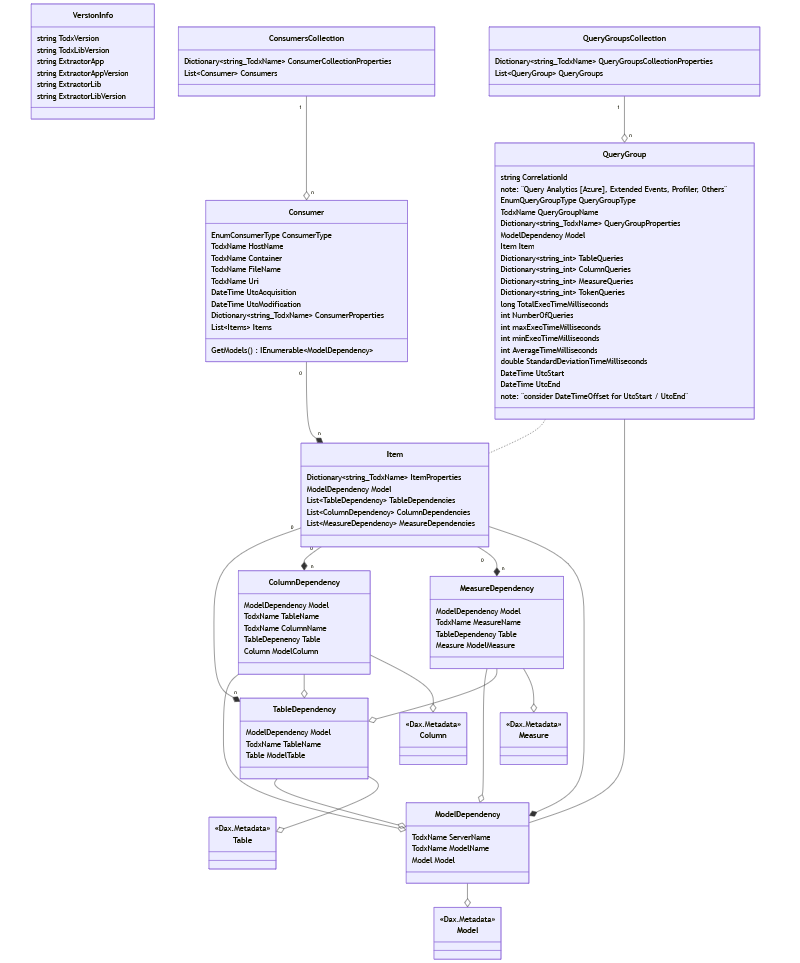 VersionInfo
string TodxVersion
string TodxLibVersion
string ExtractorApp
string ExtractorAppVersion
string ExtractorLib
string ExtractorLibVersion
ConsumersCollection
Dictionary<string_TodxName> ConsumerCollectionProperties
List<Consumer> Consumers
QueryGroupsCollection
Dictionary<string_TodxName> QueryGroupsCollectionProperties
List<QueryGroup> QueryGroups
1
n
1
n
QueryGroup
string CorrelationId
note: ¨Query Analytics [Azure], Extended Events, Profiler, Others¨
EnumQueryGroupType QueryGroupType
TodxName QueryGroupName
Dictionary<string_TodxName> QueryGroupProperties
ModelDependency Model
Item Item
Dictionary<string_int> TableQueries
Dictionary<string_int> ColumnQueries
Dictionary<string_int> MeasureQueries
Dictionary<string_int> TokenQueries
long TotalExecTimeMilliseconds
int NumberOfQueries
int maxExecTimeMilliseconds
int minExecTimeMilliseconds
int AverageTimeMilliseconds
double StandardDeviationTimeMilliseconds
DateTime UtcStart
DateTime UtcEnd
note: ¨consider DateTimeOffset for UtcStart / UtcEnd¨
Consumer
EnumConsumerType ConsumerType
TodxName HostName
TodxName Container
TodxName FileName
TodxName Uri
DateTime UtcAcquisition
DateTime UtcModification
Dictionary<string_TodxName> ConsumerProperties
List<Items> Items
GetModels() : IEnumerable<ModelDependency>
0
n
Item
Dictionary<string_TodxName> ItemProperties
ModelDependency Model
List<TableDependency> TableDependencies
List<ColumnDependency> ColumnDependencies
List<MeasureDependency> MeasureDependencies
0
0
0
n
n
ColumnDependency
ModelDependency Model
TodxName TableName
TodxName ColumnName
TableDepenency Table
Column ModelColumn
MeasureDependency
ModelDependency Model
TodxName MeasureName
TableDependency Table
Measure ModelMeasure
n
TableDependency
ModelDependency Model
TodxName TableName
Table ModelTable
«Dax.Metadata»
Column
«Dax.Metadata»
Measure
«Dax.Metadata»
Table
ModelDependency
TodxName ServerName
TodxName ModelName
Model Model
«Dax.Metadata»
Model